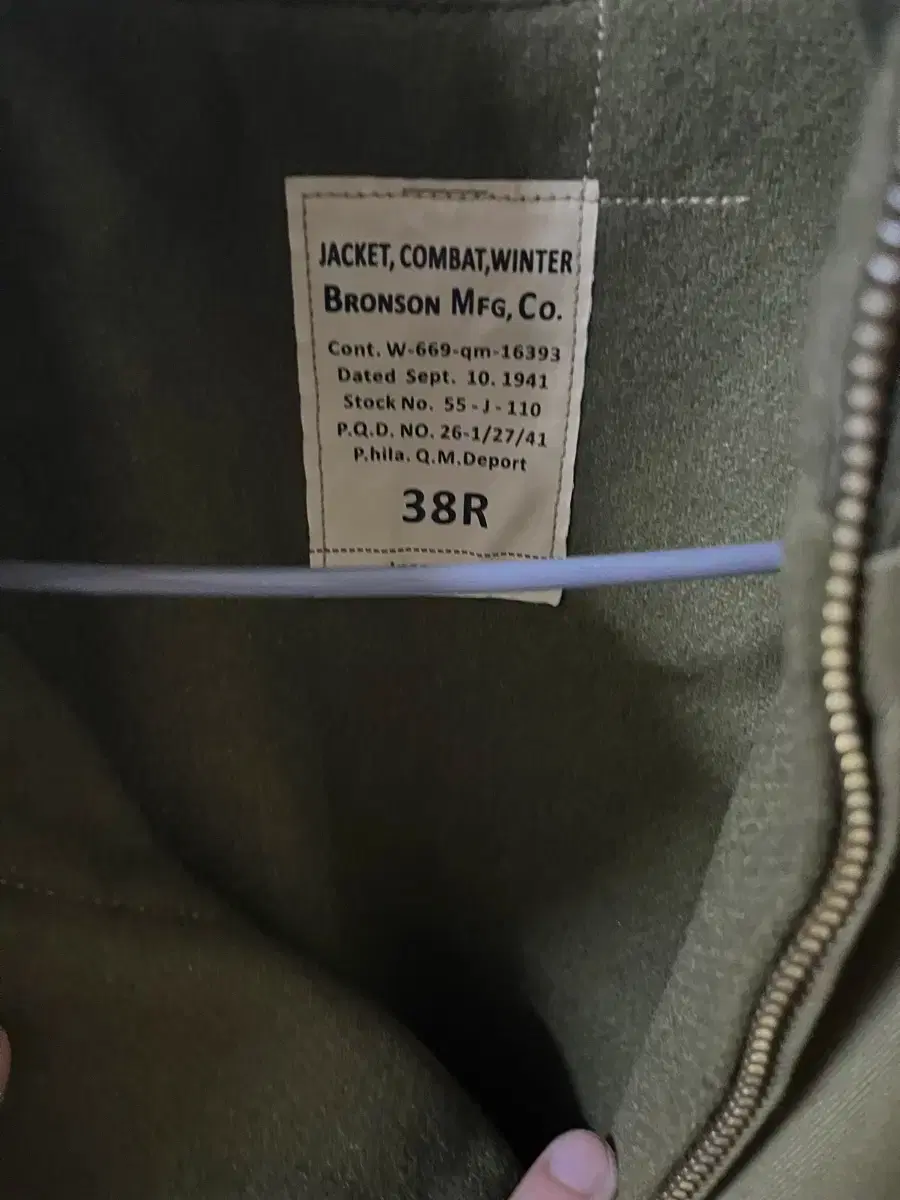 JACKET, COMBAT,WINTER
BRONSON MFG, CO.
Cont. W-669-qm-16393
Dated Sept. 10. 1941
Stock No. 55 - J - 110
P.Q.D. NO. 26-1/27/41
P.hila. Q.M.Deport
38R